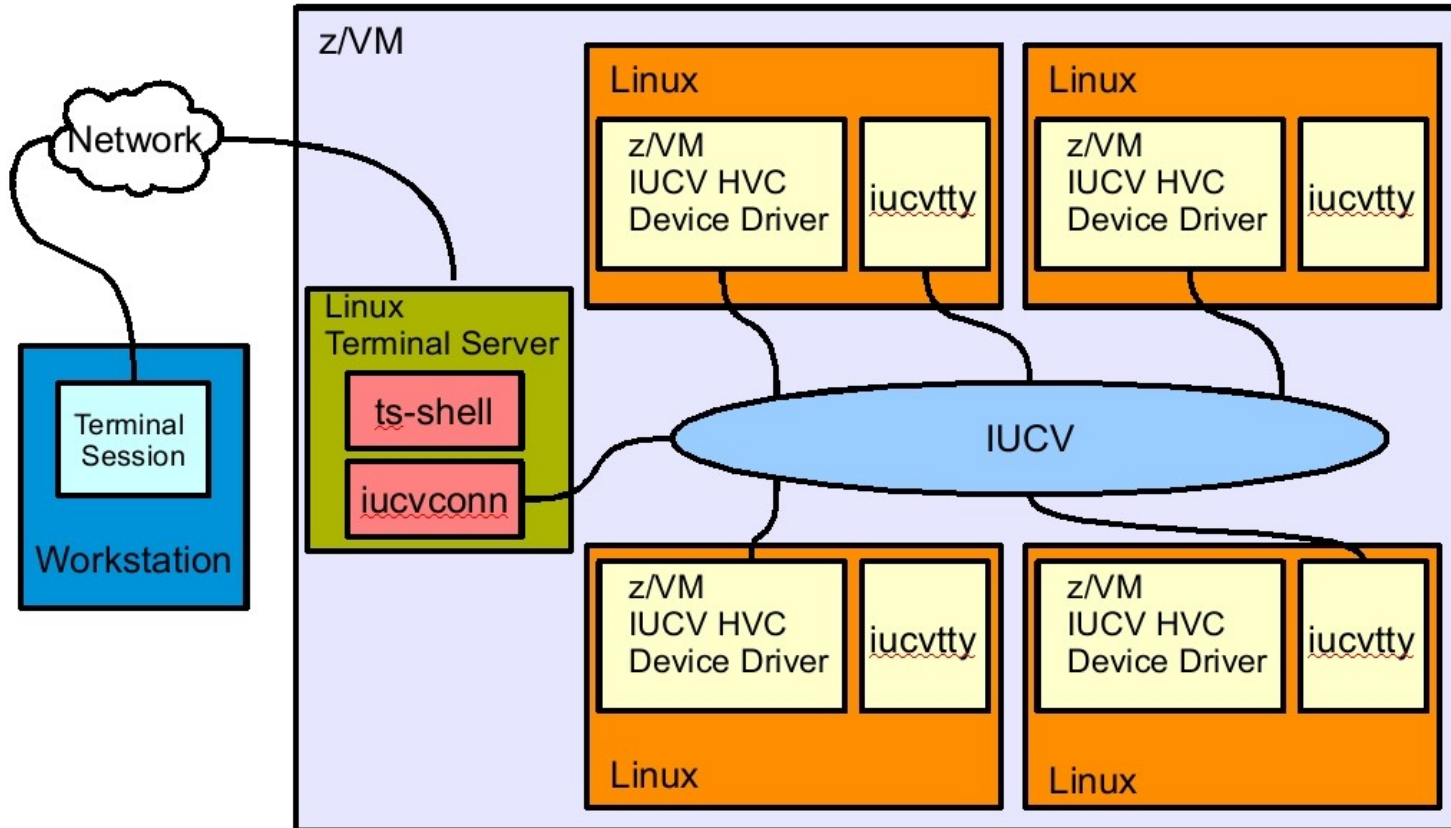 z/VM
Network
Terminal
Session
Workstation
Linux
Terminal Server
ts-shell
iucvconn
Linux
z/VM
IUCV HVC
Device Driver
iucvtty
Linux
z/VM
IUCV HVC
Device Driver
iucvtty
IUCV
z/VM
IUCV HVC
Device Driver
iucvtty
Linux
z/VM
IUCV HVC
Device Driver
iucvtty
Linux